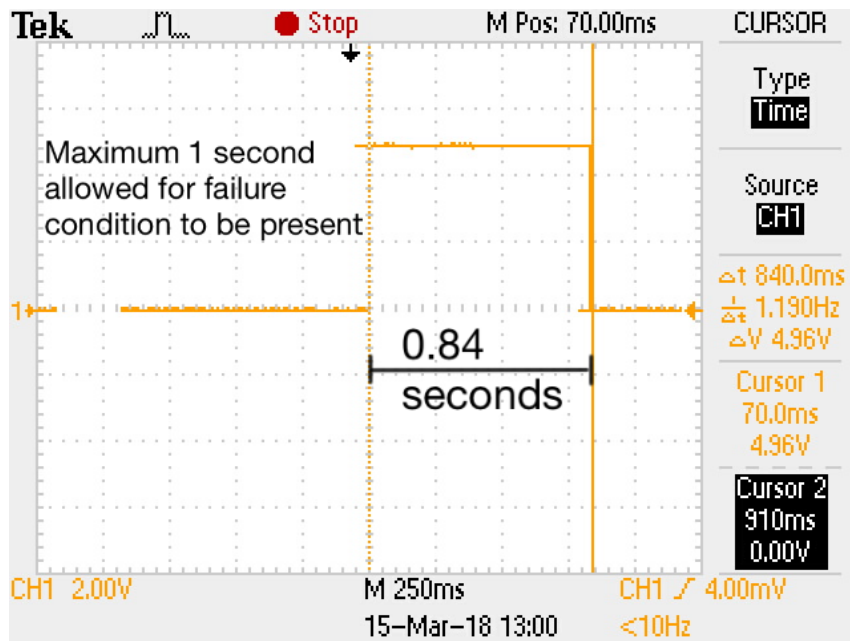 Tek Stop M Pos: 70.00ms CURSOR
Type
Time
Maximum 1 second
allowed for failure
condition to be present
Source
CH1
Δt 840.0ms
1/Δt 1.190Hz
ΔV 4.96V
1
0.84
seconds
Cursor 1
70.0ms
4.96V
Cursor 2
910ms
0.00V
CH1 2.00V M 250ms CH1 4.00mV
15-Mar-18 13:00 <10Hz